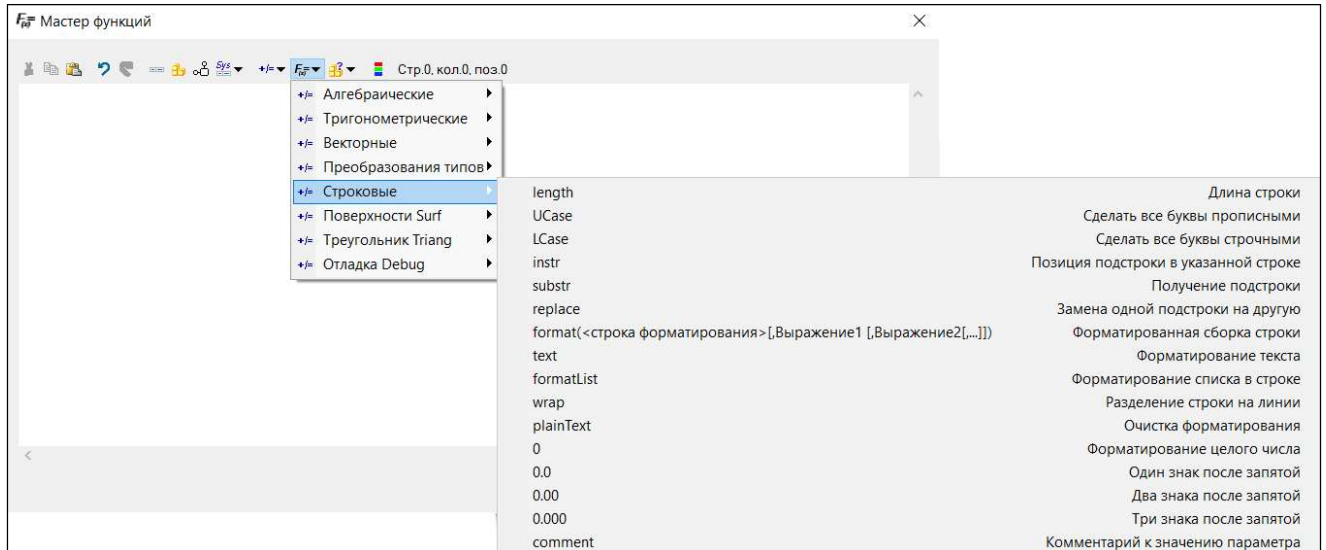 Мастер функций
Стр.0, кол.0, поз.0
Алгебраические
Тригонометрические
Векторные
Преобразования типов
Строковые
Поверхности Surf
Треугольник Triang
Отладка Debug
length Длина строки
UCase Сделать все буквы прописными
LCase Сделать все буквы строчными
instr Позиция подстроки в указанной строке
substr Получение подстроки
replace Замена одной подстроки на другую
format(<строка форматирования>[,Выражение1 [,Выражение2[,...]]) Форматированная сборка строки
text Форматирование текста
formatList Форматирование списка в строке
wrap Разделение строки на линии
plainText Очистка форматирования
0 Форматирование целого числа
0.0 Один знак после запятой
0.00 Два знака после запятой
0.000 Три знака после запятой
comment Комментарий к значению параметра